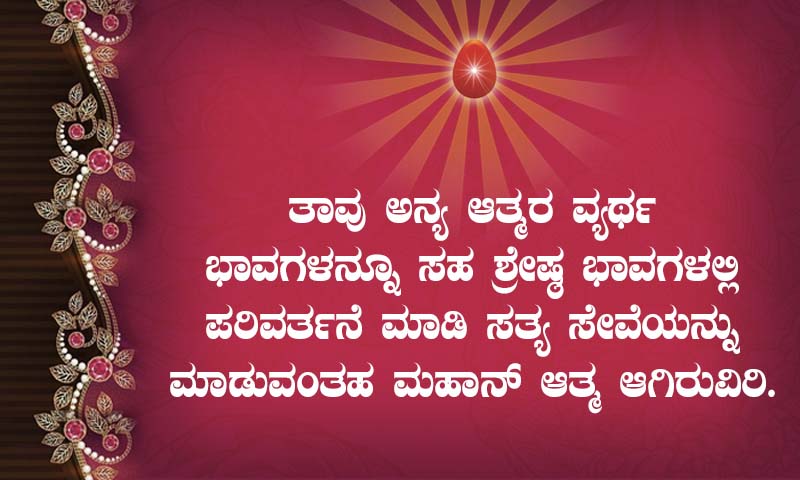 ತಾವು ಅನ್ಯ ಆತ್ಮರ ವ್ಯರ್ಥ
ಭಾವಗಳನ್ನೂ ಸಹ ಶ್ರೇಷ್ಠ ಭಾವಗಳಲ್ಲಿ
ಪರಿವರ್ತನೆ ಮಾಡಿ ಸತ್ಯ ಸೇವೆಯನ್ನು
ಮಾಡುವಂತಹ ಮಹಾನ್ ಆತ್ಮ ಆಗಿರುವಿರಿ.